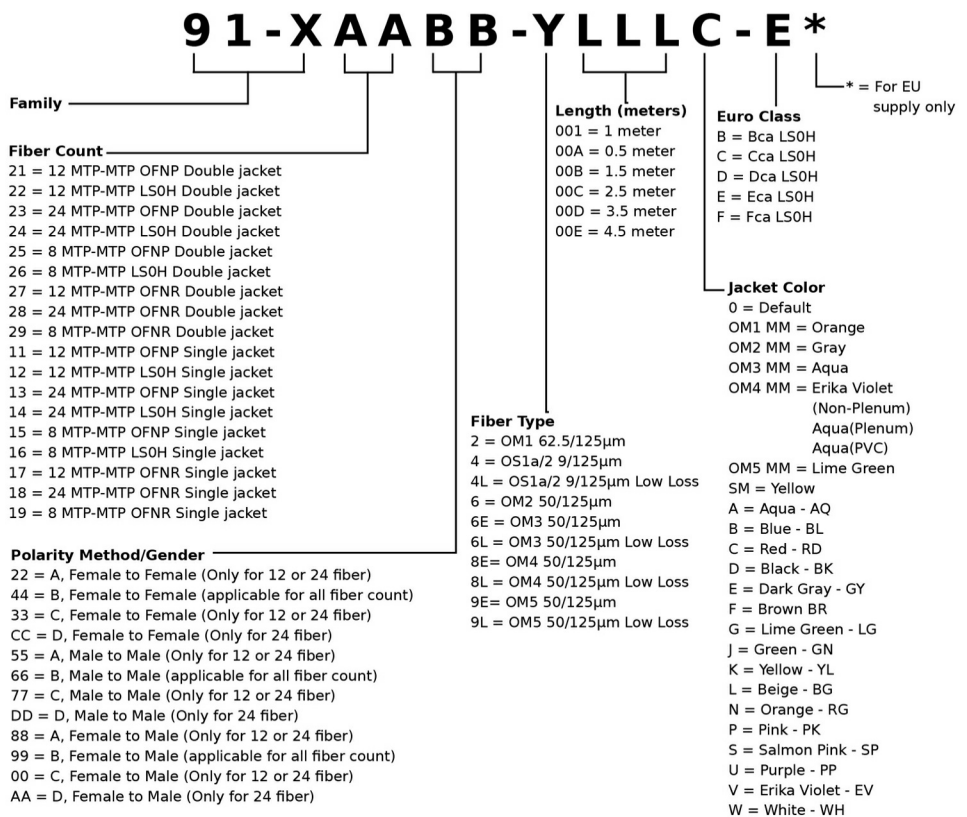 91-XAABB-YLLLC-E*
* = For EU
supply only
Family
Fiber Count
21 = 12 MTP-MTP OFNP Double jacket
22 = 12 MTP-MTP LS0H Double jacket
23 = 24 MTP-MTP OFNP Double jacket
24 = 24 MTP-MTP LS0H Double jacket
25 = 8 MTP-MTP OFNP Double jacket
26 = 8 MTP-MTP LS0H Double jacket
27 = 12 MTP-MTP OFNR Double jacket
28 = 24 MTP-MTP OFNR Double jacket
29 = 8 MTP-MTP OFNR Double jacket
11 = 12 MTP-MTP OFNP Single jacket
12 = 12 MTP-MTP LS0H Single jacket
13 = 24 MTP-MTP OFNP Single jacket
14 = 24 MTP-MTP LS0H Single jacket
15 = 8 MTP-MTP OFNP Single jacket
16 = 8 MTP-MTP LS0H Single jacket
17 = 12 MTP-MTP OFNR Single jacket
18 = 24 MTP-MTP OFNR Single jacket
19 = 8 MTP-MTP OFNR Single jacket
Polarity Method/Gender
22 = A, Female to Female (Only for 12 or 24 fiber)
44 = B, Female to Female (applicable for all fiber count)
33 = C, Female to Female (Only for 12 or 24 fiber)
CC = D, Female to Female (Only for 24 fiber)
55 = A, Male to Male (Only for 12 or 24 fiber)
66 = B, Male to Male (applicable for all fiber count)
77 = C, Male to Male (Only for 12 or 24 fiber)
DD = D, Male to Male (Only for 24 fiber)
88 = A, Female to Male (Only for 12 or 24 fiber)
99 = B, Female to Male (applicable for all fiber count)
00 = C, Female to Male (Only for 12 or 24 fiber)
AA = D, Female to Male (Only for 24 fiber)
Length (meters)
001 = 1 meter
00A = 0.5 meter
00B = 1.5 meter
00C = 2.5 meter
00D = 3.5 meter
00E = 4.5 meter
Fiber Type
2 = OM1 62.5/125µm
4 = OS1a/2 9/125µm
4L = OS1a/2 9/125µm Low Loss
6 = OM2 50/125µm
6E = OM3 50/125µm
6L = OM3 50/125µm Low Loss
8E= OM4 50/125µm
8L = OM4 50/125µm Low Loss
9E= OM5 50/125µm
9L = OM5 50/125µm Low Loss
Euro Class
B = Bca LS0H
C = Cca LS0H
D = Dca LS0H
E = Eca LS0H
F = Fca LS0H
Jacket Color
0 = Default
OM1 MM = Orange
OM2 MM = Gray
OM3 MM = Aqua
OM4 MM = Erika Violet
(Non-Plenum)
Aqua(Plenum)
Aqua(PVC)
OM5 MM = Lime Green
SM = Yellow
A = Aqua - AQ
B = Blue - BL
C = Red - RD
D = Black - BK
E = Dark Gray - GY
F = Brown BR
G = Lime Green - LG
J = Green - GN
K = Yellow - YL
L = Beige - BG
N = Orange - RG
P = Pink - PK
S = Salmon Pink - SP
U = Purple - PP
V = Erika Violet - EV
W = White - WH